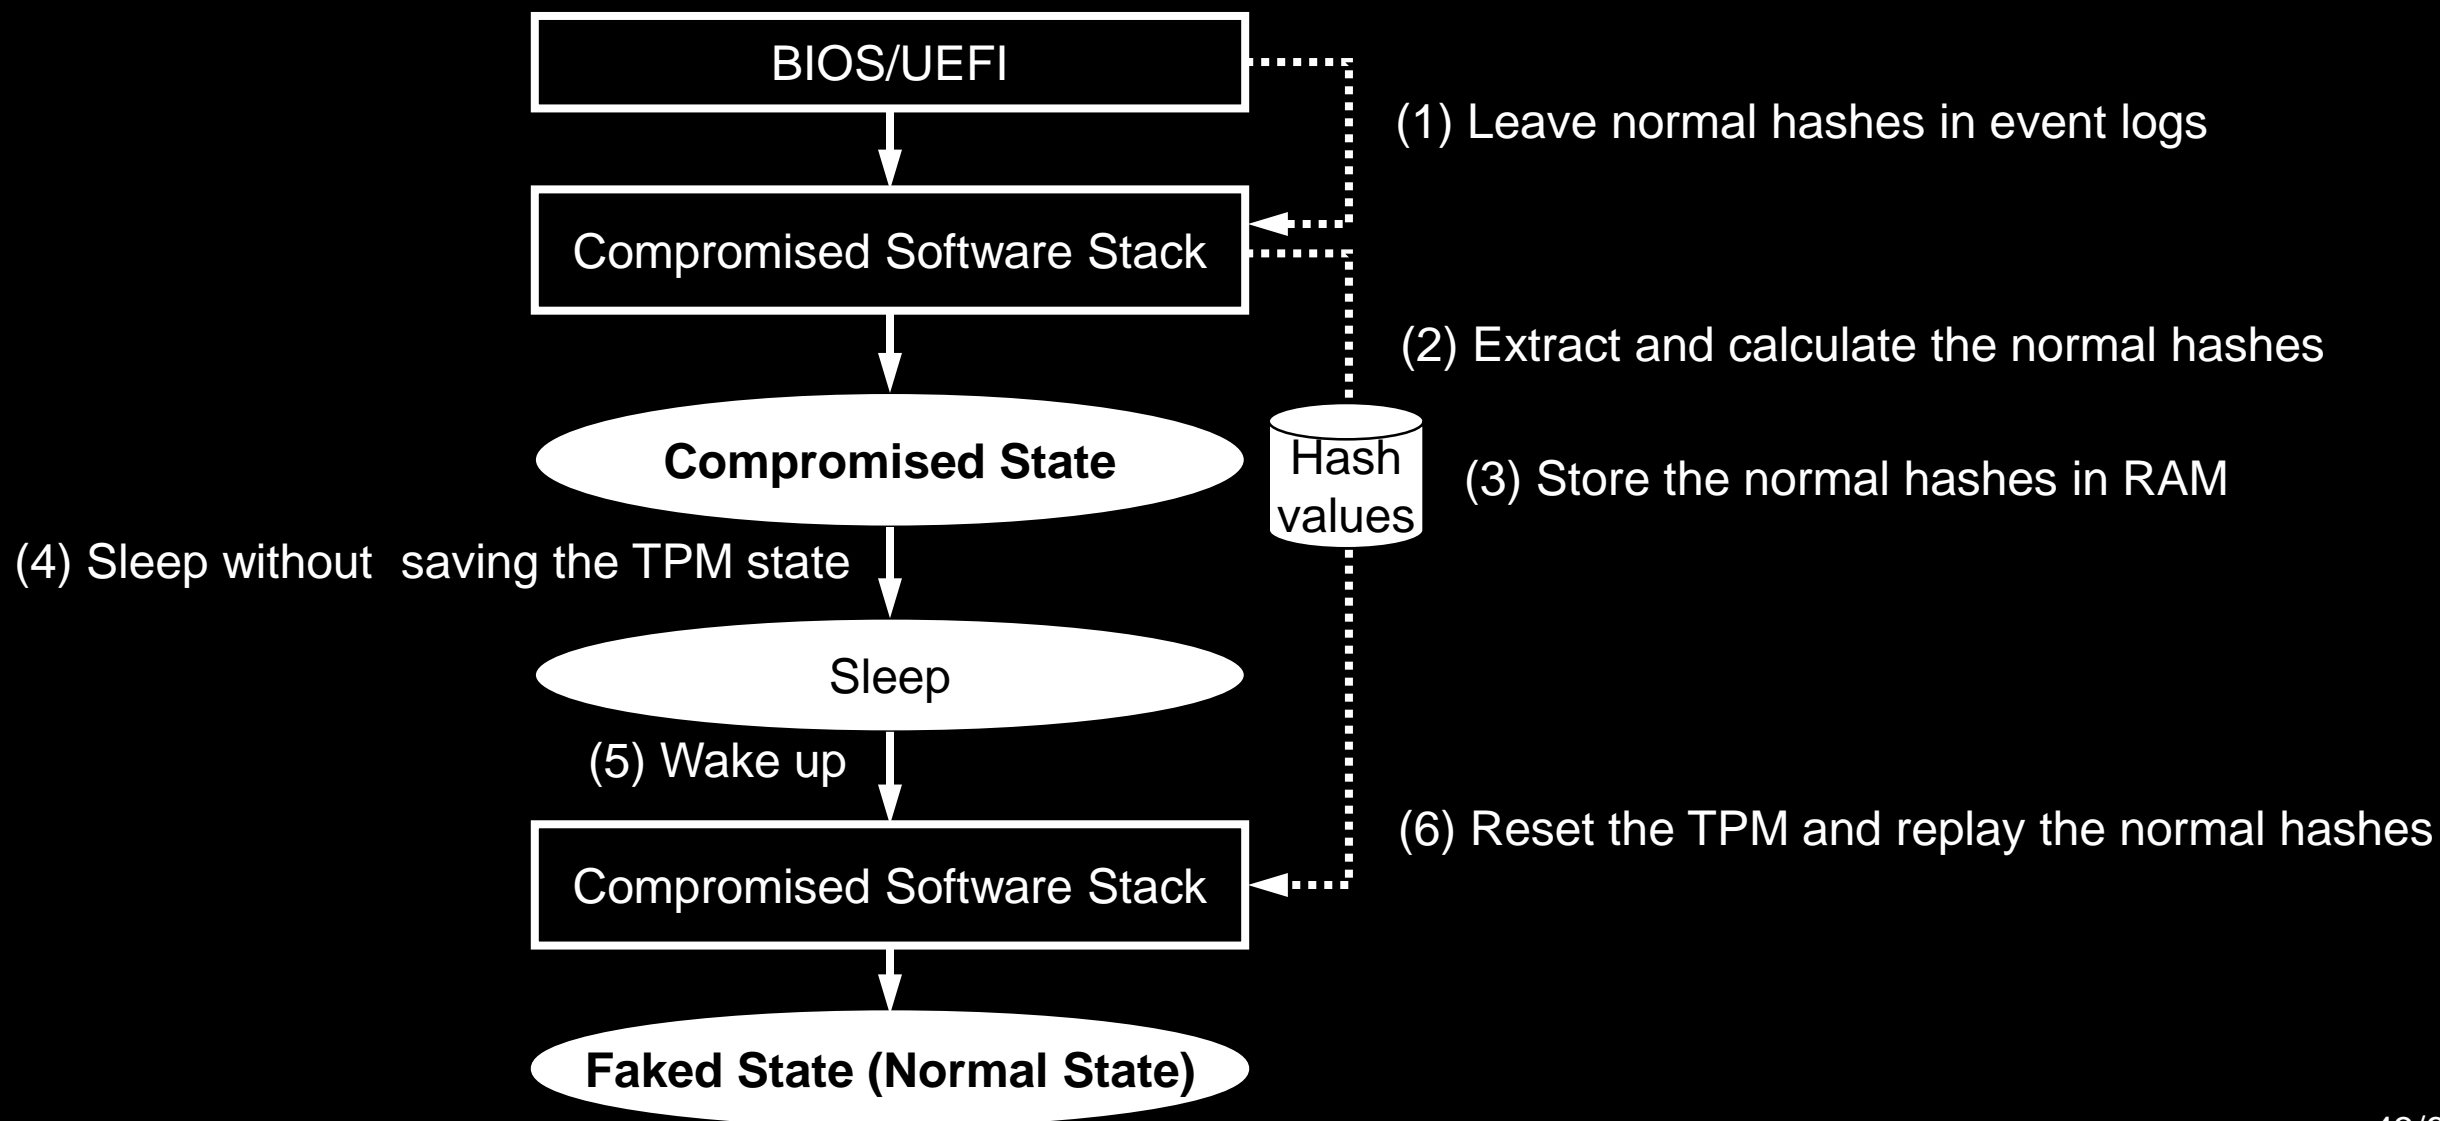 BIOS/UEFI
(1) Leave normal hashes in event logs
Compromised Software Stack
(2) Extract and calculate the normal hashes
Compromised State
Hash
values
(3) Store the normal hashes in RAM
(4) Sleep without  saving the TPM state
Sleep
(5) Wake up
(6) Reset the TPM and replay the normal hashes
Compromised Software Stack
Faked State (Normal State)